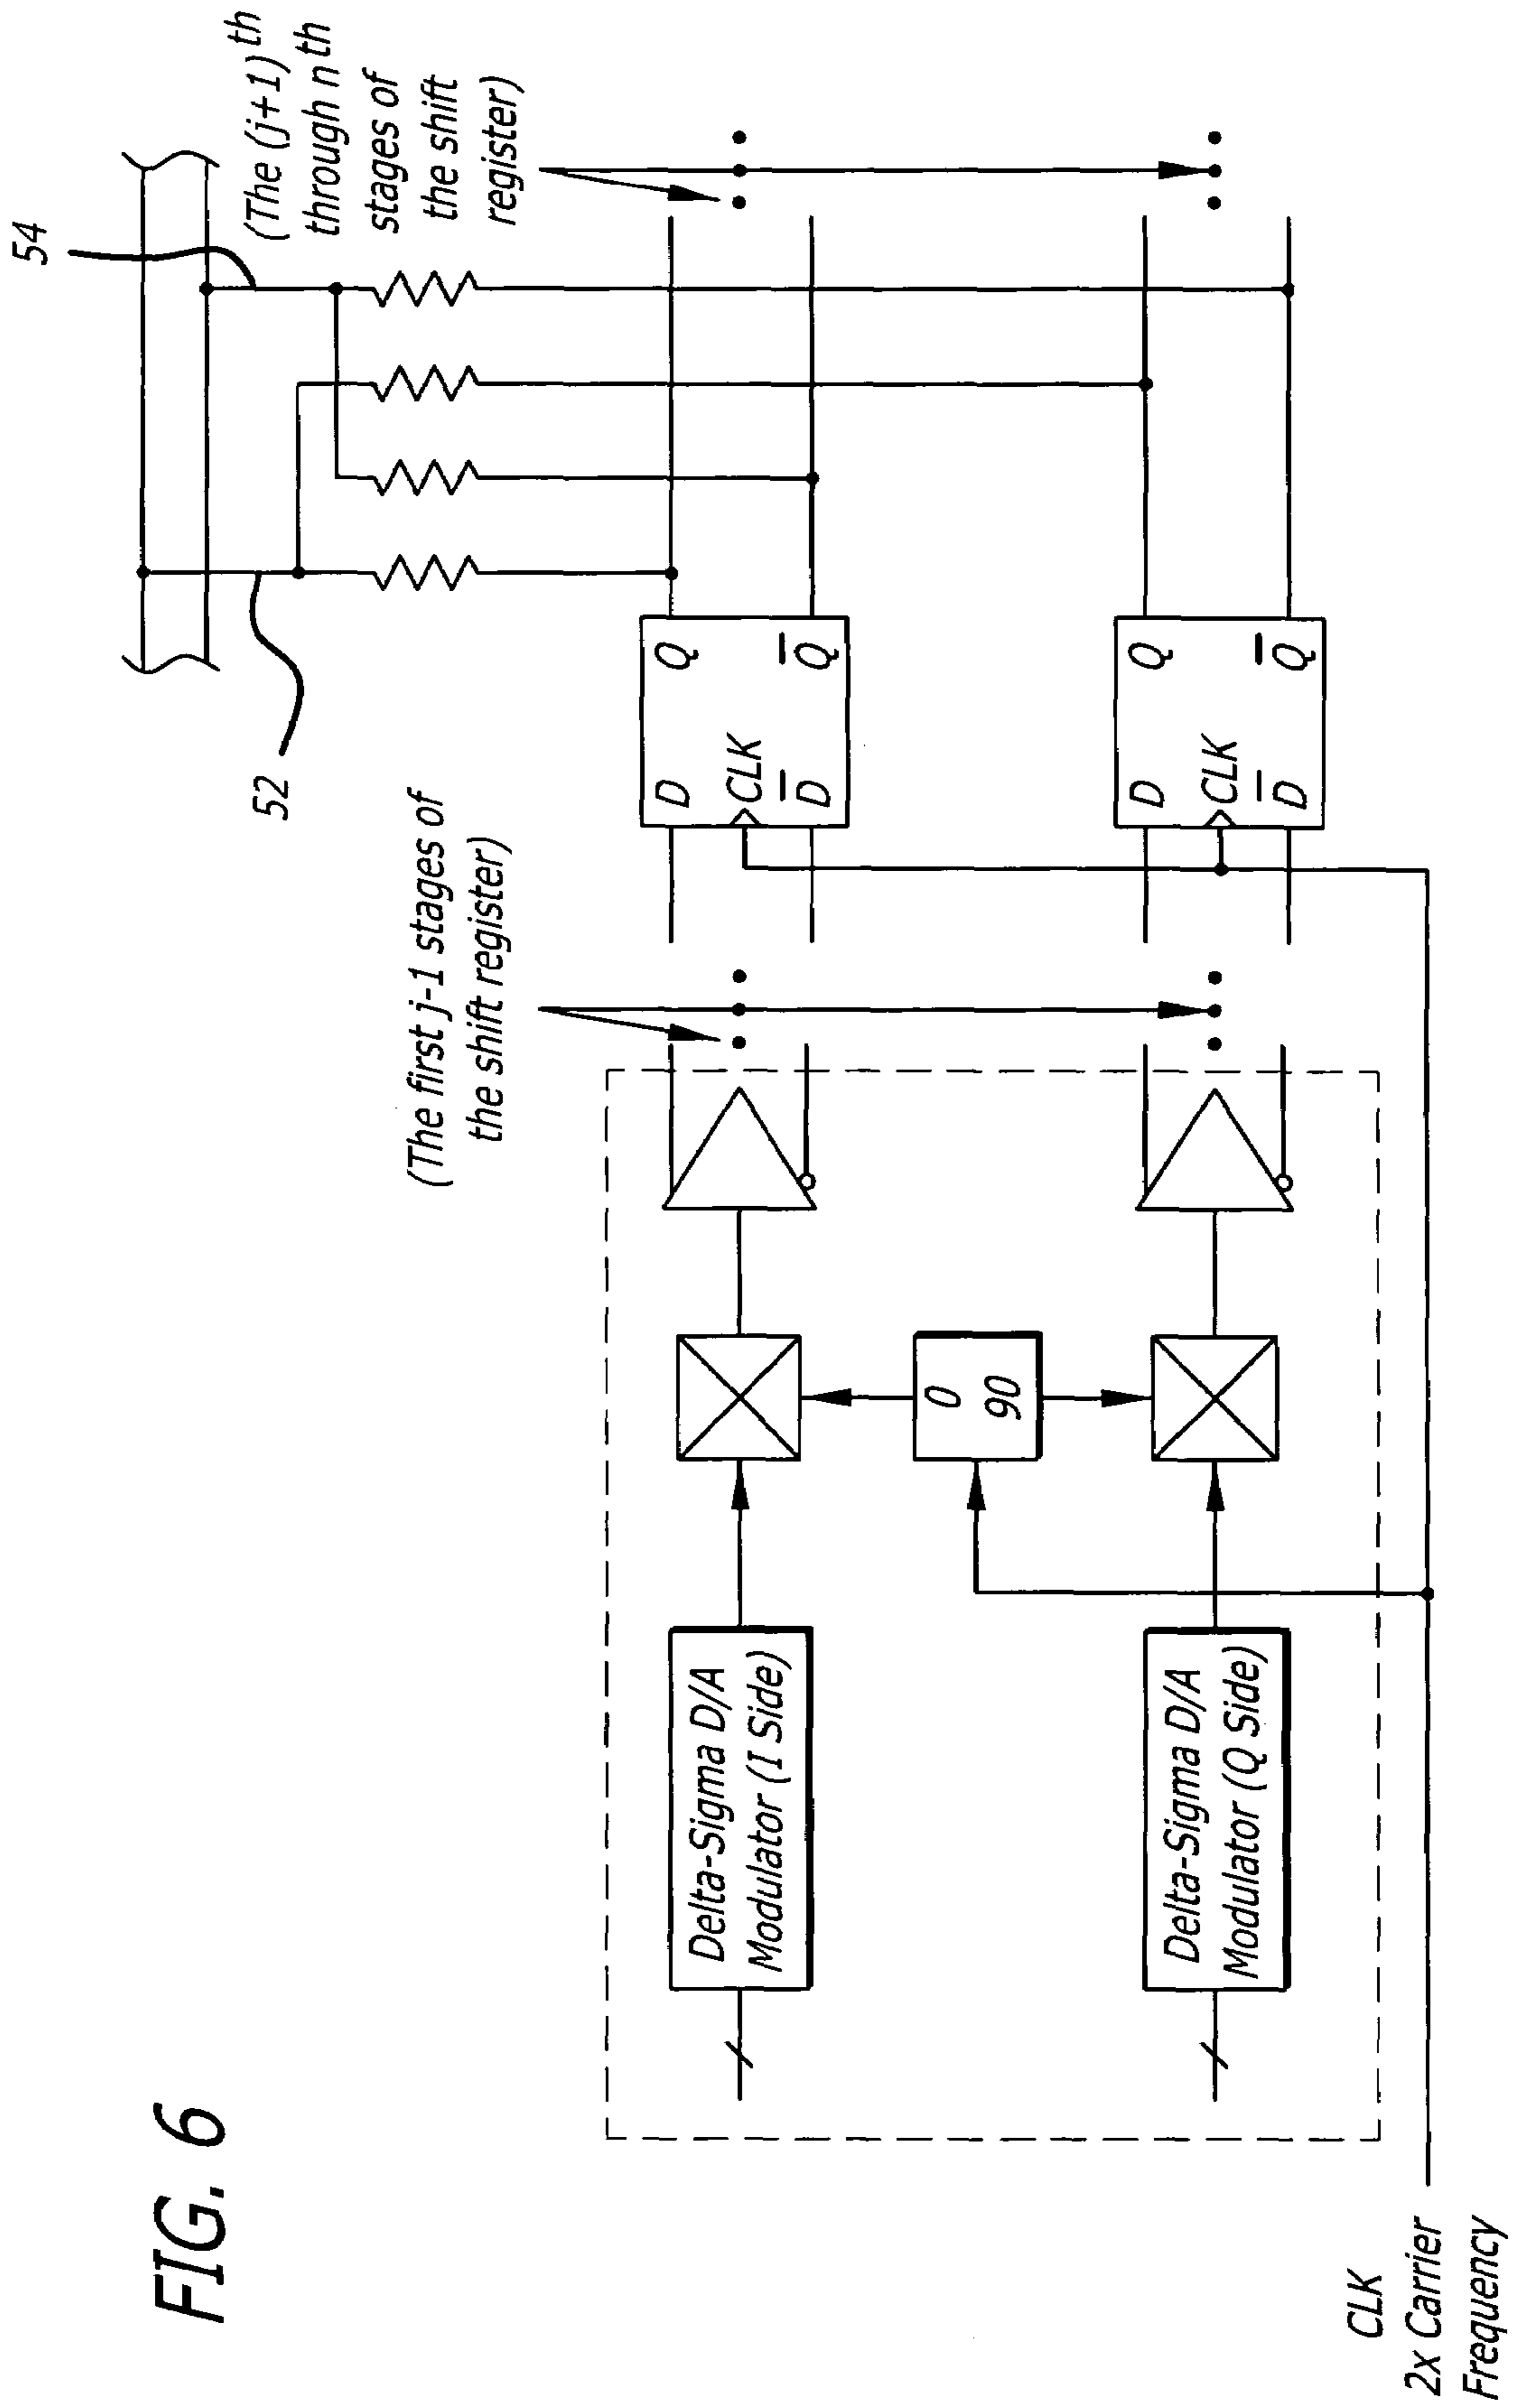 FIG. 6
54
(The (j+1)th
through nth
stages of
the shift
register)
52
(The first j-1 stages of
the shift register)
Delta-Sigma D/A
Modulator (I Side)
0
90
D
Q
CLK
D̅
Q̅
Delta-Sigma D/A
Modulator (Q Side)
D
Q
CLK
D̅
Q̅
CLK
2x Carrier
Frequency